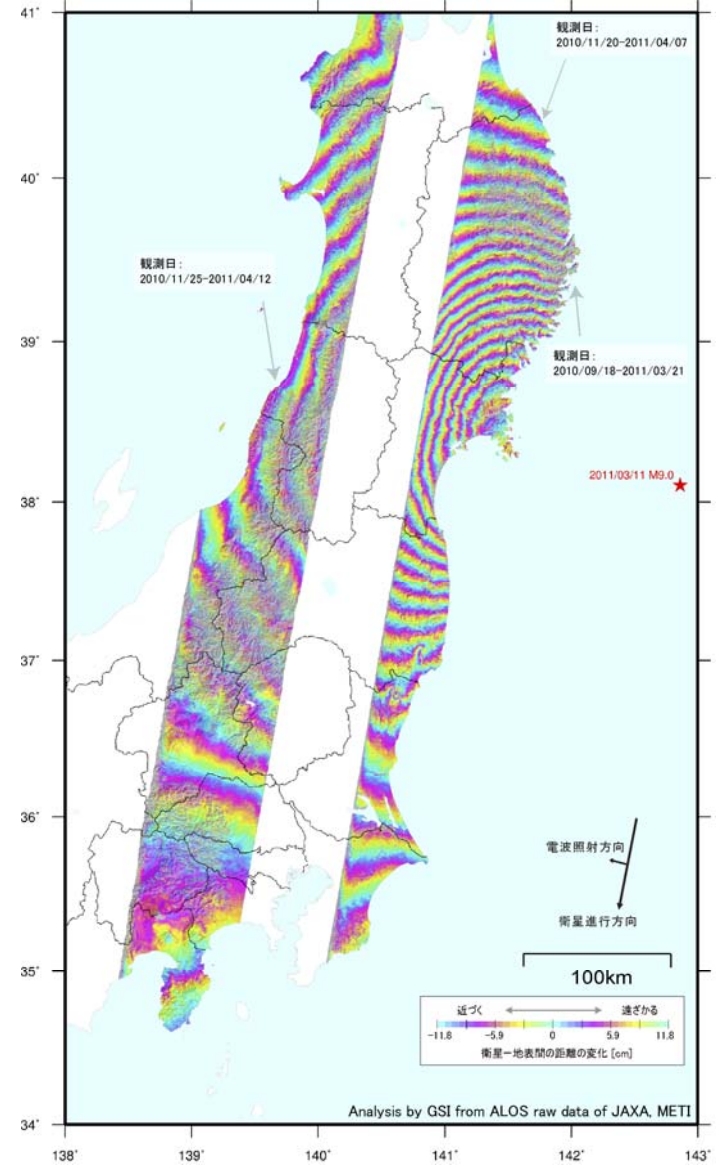 41°
観測日:
2010/11/20-2011/04/07
40°
観測日:
2010/11/25-2011/04/12
39°
観測日:
2010/09/18-2011/03/21
2011/03/11 M9.0
38°
37°
36°
電波照射方向
衛星進行方向
35°
100km
近づく 遠ざかる
-11.8 -5.9 0 5.9 11.8
衛星-地表間の距離の変化 [cm]
Analysis by GSI from ALOS raw data of JAXA, METI
34°
138° 139° 140° 141° 142° 143°